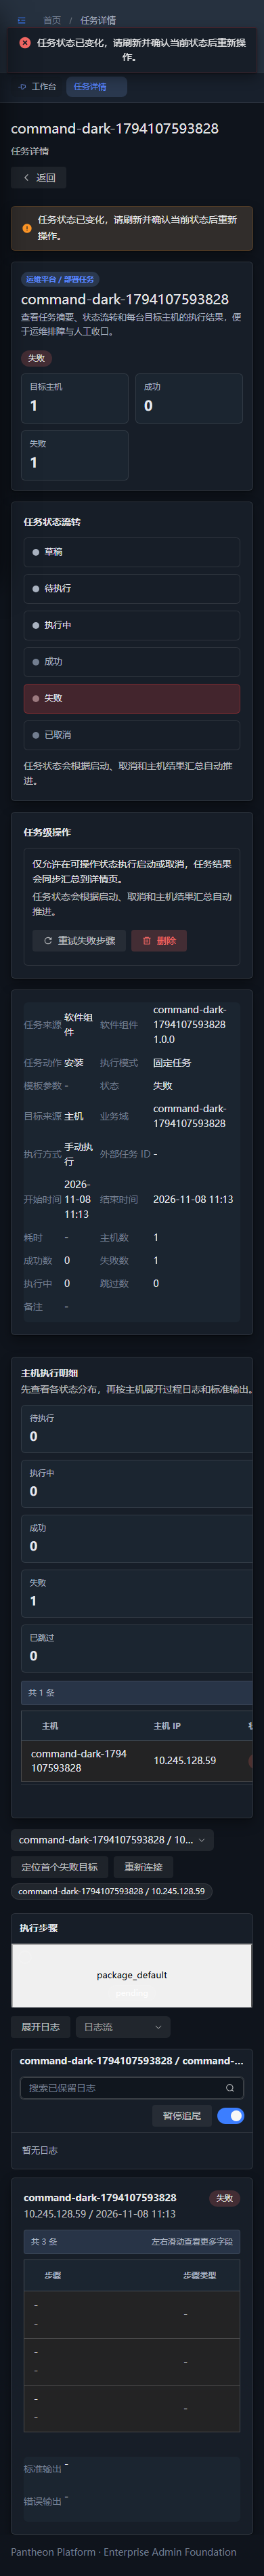 首页 / 任务详情
任务状态已变化，请刷新并确认当前状态后重新操
作。
工作台 任务详情
command-dark-1794107593828
任务详情
返回
任务状态已变化，请刷新并确认当前状态后重新
操作。
运维平台 / 部署任务
command-dark-1794107593828
查看任务摘要、状态流转和每台目标主机的执行结果，便
于运维排障与人工收口。
失败
目标主机
1
成功
0
失败
1
任务状态流转
草稿
待执行
执行中
成功
失败
已取消
任务状态会根据启动、取消和主机结果汇总自动推
进。
任务级操作
仅允许在可操作状态执行启动或取消，任务结果
会同步汇总到详情页。
任务状态会根据启动、取消和主机结果汇总自动
推进。
重试失败步骤 删除
任务来源 软件组件 软件组件 command-dark-1794107593828 1.0.0
任务动作 安装 执行模式 固定任务
模板参数 - 状态 失败
目标来源 主机 业务域 command-dark-1794107593828
执行方式 手动执行 外部任务 ID -
开始时间 2026-11-08 11:13 结束时间 2026-11-08 11:13
耗时 - 主机数 1
成功数 0 失败数 1
执行中 0 跳过数 0
备注 -
主机执行明细
先查看各状态分布，再按主机展开过程日志和标准输出。
待执行
0
执行中
0
成功
0
失败
1
已跳过
0
共 1 条
主机 主机 IP
command-dark-1794
107593828
10.245.128.59
command-dark-1794107593828 / 10...
定位首个失败目标 重新连接
command-dark-1794107593828 / 10.245.128.59
执行步骤
package_default
展开日志 日志流
command-dark-1794107593828 / command-...
搜索已保留日志
暂停追尾
暂无日志
command-dark-1794107593828 失败
10.245.128.59 / 2026-11-08 11:13
共 3 条 左右滑动查看更多字段
步骤 步骤类型
- -
-
- -
-
- -
-
标准输出 -
错误输出 -
Pantheon Platform · Enterprise Admin Foundation